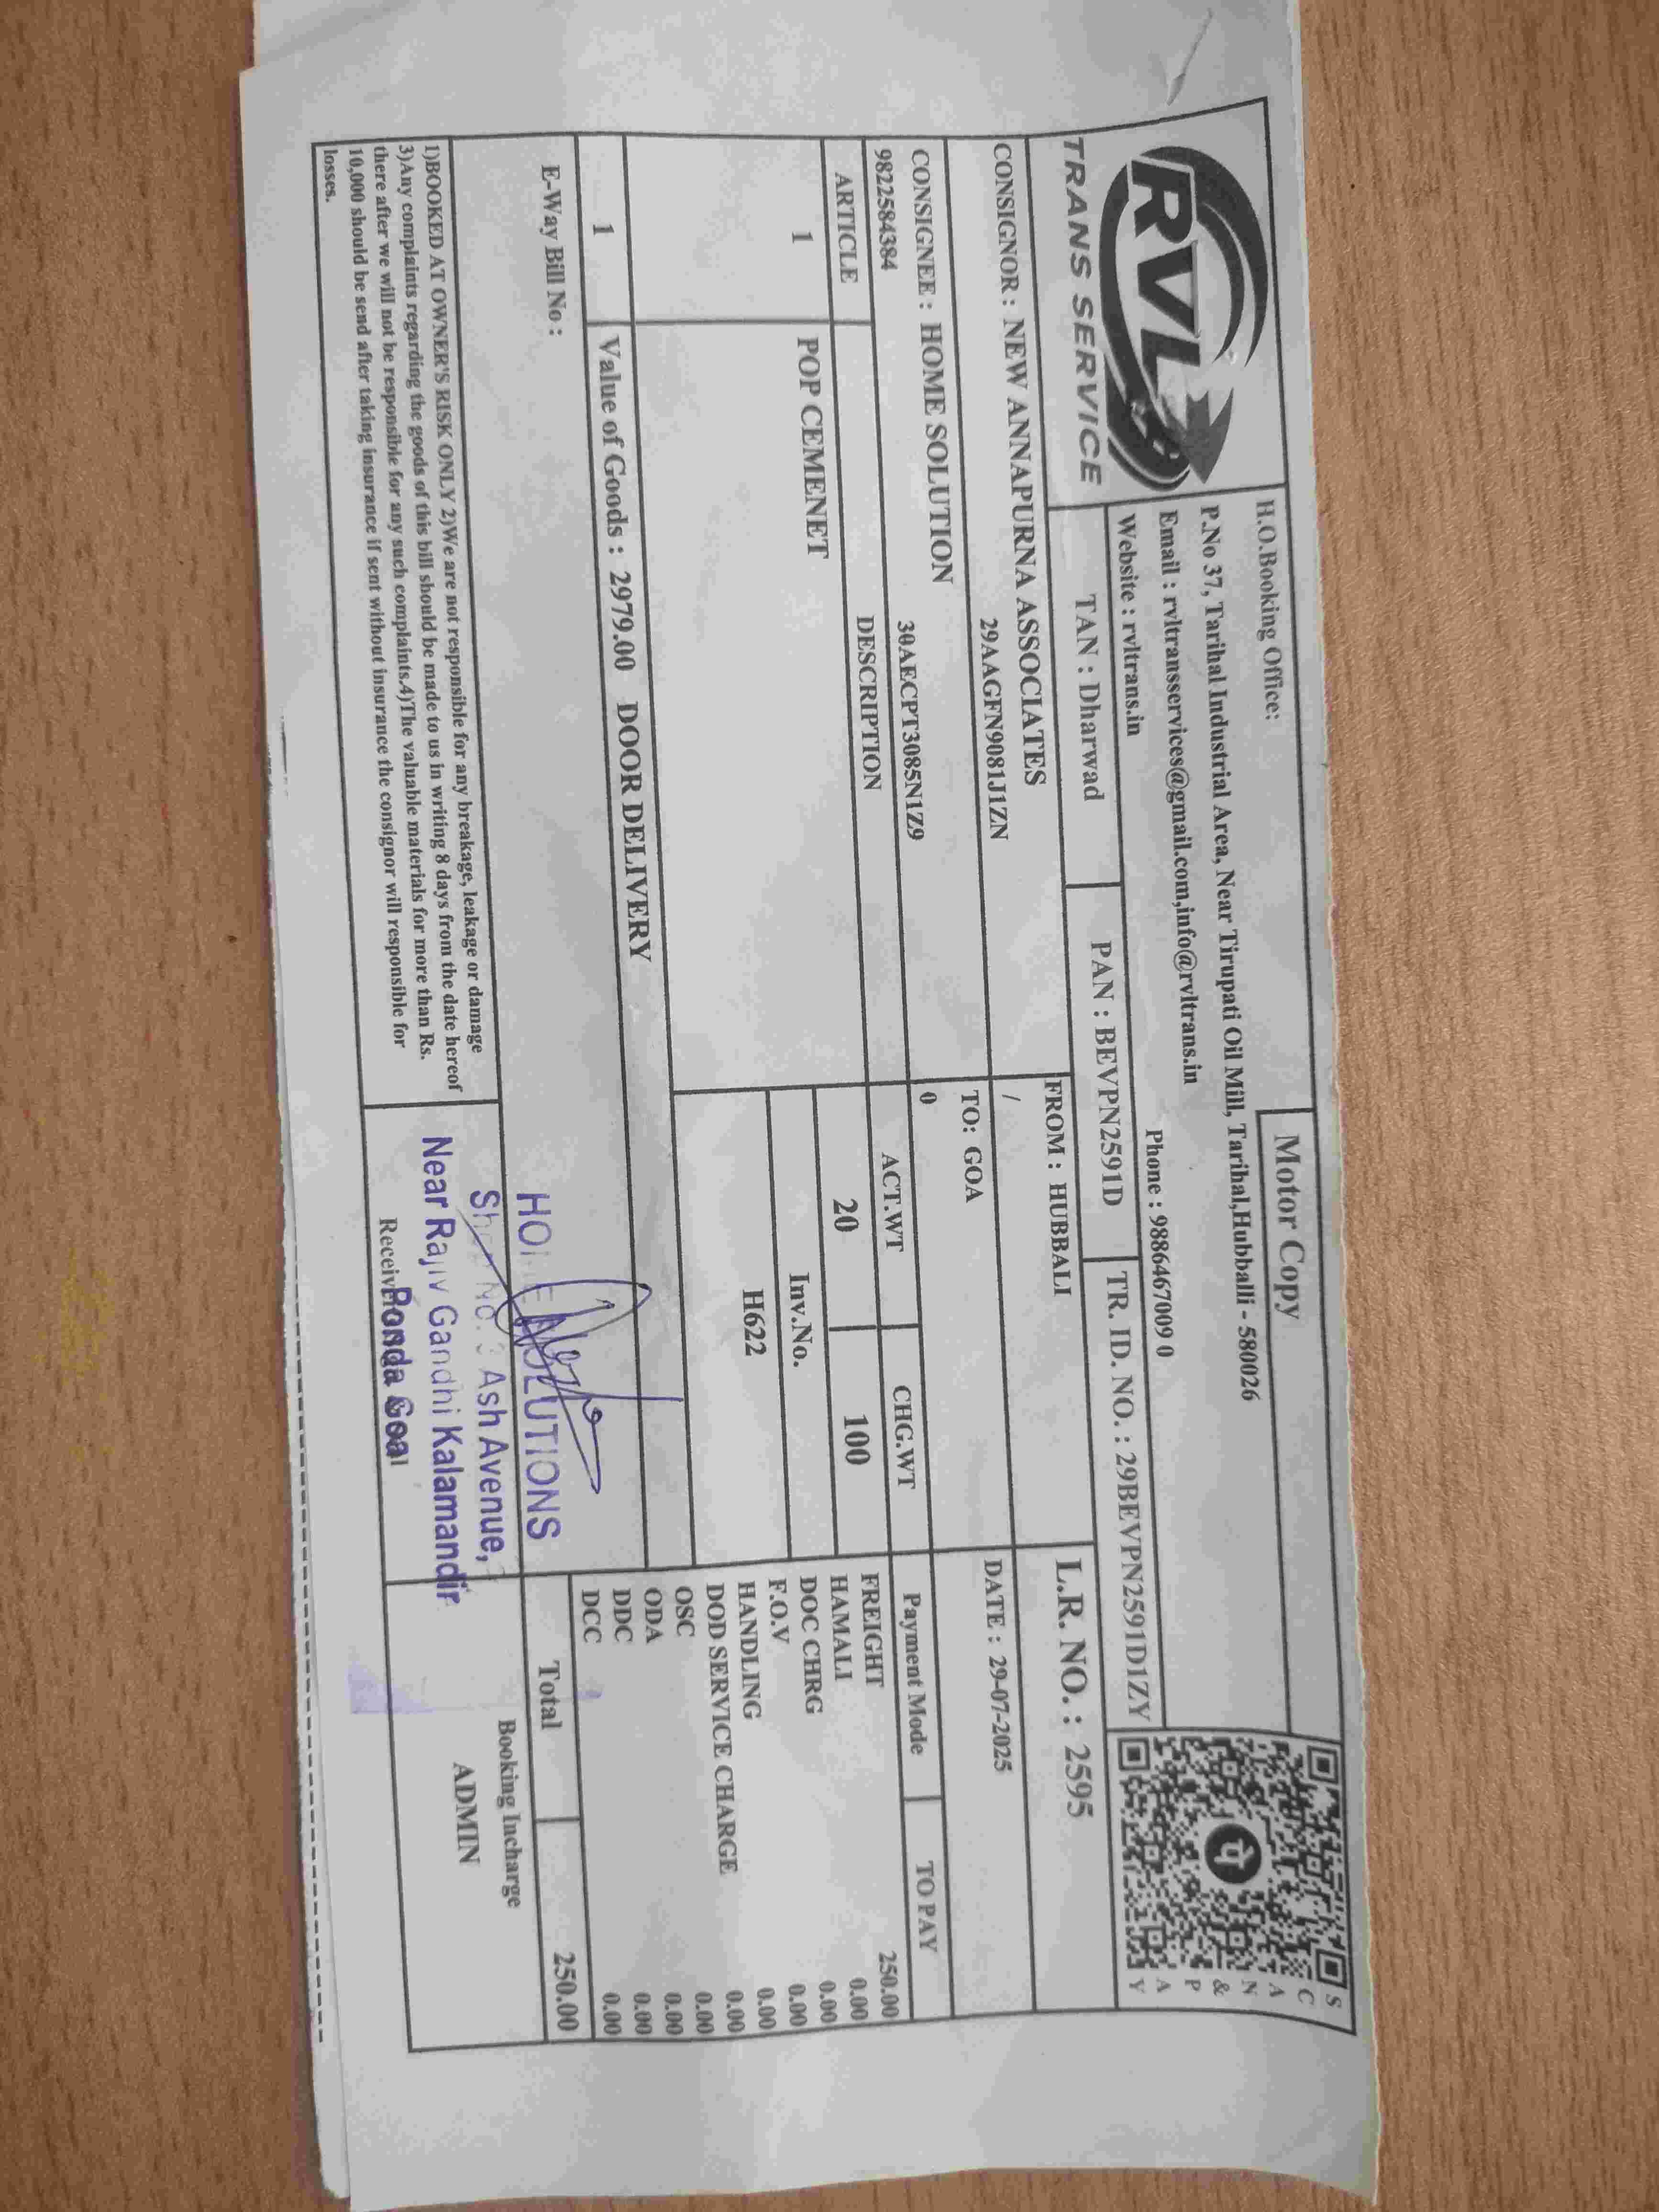 RVL
TRANS SERVICE
Motor Copy
H.O.Booking Office:
P.No 37, Tarihal Industrial Area, Near Tirupati Oil Mill, Tarihal,Hubballi - 580026
Email : rvltransservices@gmail.com,info@rvltrans.in
Phone : 9886467009 0
Website : rvltrans.in
SCAN & PAY
TAN : Dharwad
PAN : BEVPN2591D
TR. ID. NO. : 29BEVPN2591D1ZY
CONSIGNOR : NEW ANNAPURNA ASSOCIATES
29AAGFN9081J1ZN
FROM : HUBBALI
/
L.R. NO. : 2595
CONSIGNEE : HOME SOLUTION
9822584384
30AECPT3085N1Z9
TO: GOA
0
DATE : 29-07-2025
ARTICLE DESCRIPTION ACT.WT CHG.WT Payment Mode TO PAY
1 POP CEMENET 20 100
Inv.No.
H622
FREIGHT 250.00
HAMALI 0.00
DOC CHRG 0.00
F.O.V 0.00
HANDLING 0.00
DOD SERVICE CHARGE 0.00
OSC 0.00
ODA 0.00
DDC 0.00
DCC 0.00
1 Value of Goods : 2979.00 DOOR DELIVERY
Total 250.00
E-Way Bill No :
HOME SOLUTIONS
Ash Avenue,
Near Rajiv Gandhi Kalamandir
Ponda Goa
Booking Incharge
ADMIN
1)BOOKED AT OWNER'S RISK ONLY 2)We are not responsible for any breakage, leakage or damage
3)Any complaints regarding the goods of this bill should be made to us in writing 8 days from the date hereof
there after we will not be responsible for any such complaints.4)The valuable materials for more than Rs.
10,000 should be send after taking insurance if sent without insurance the consignor will responsible for
losses.